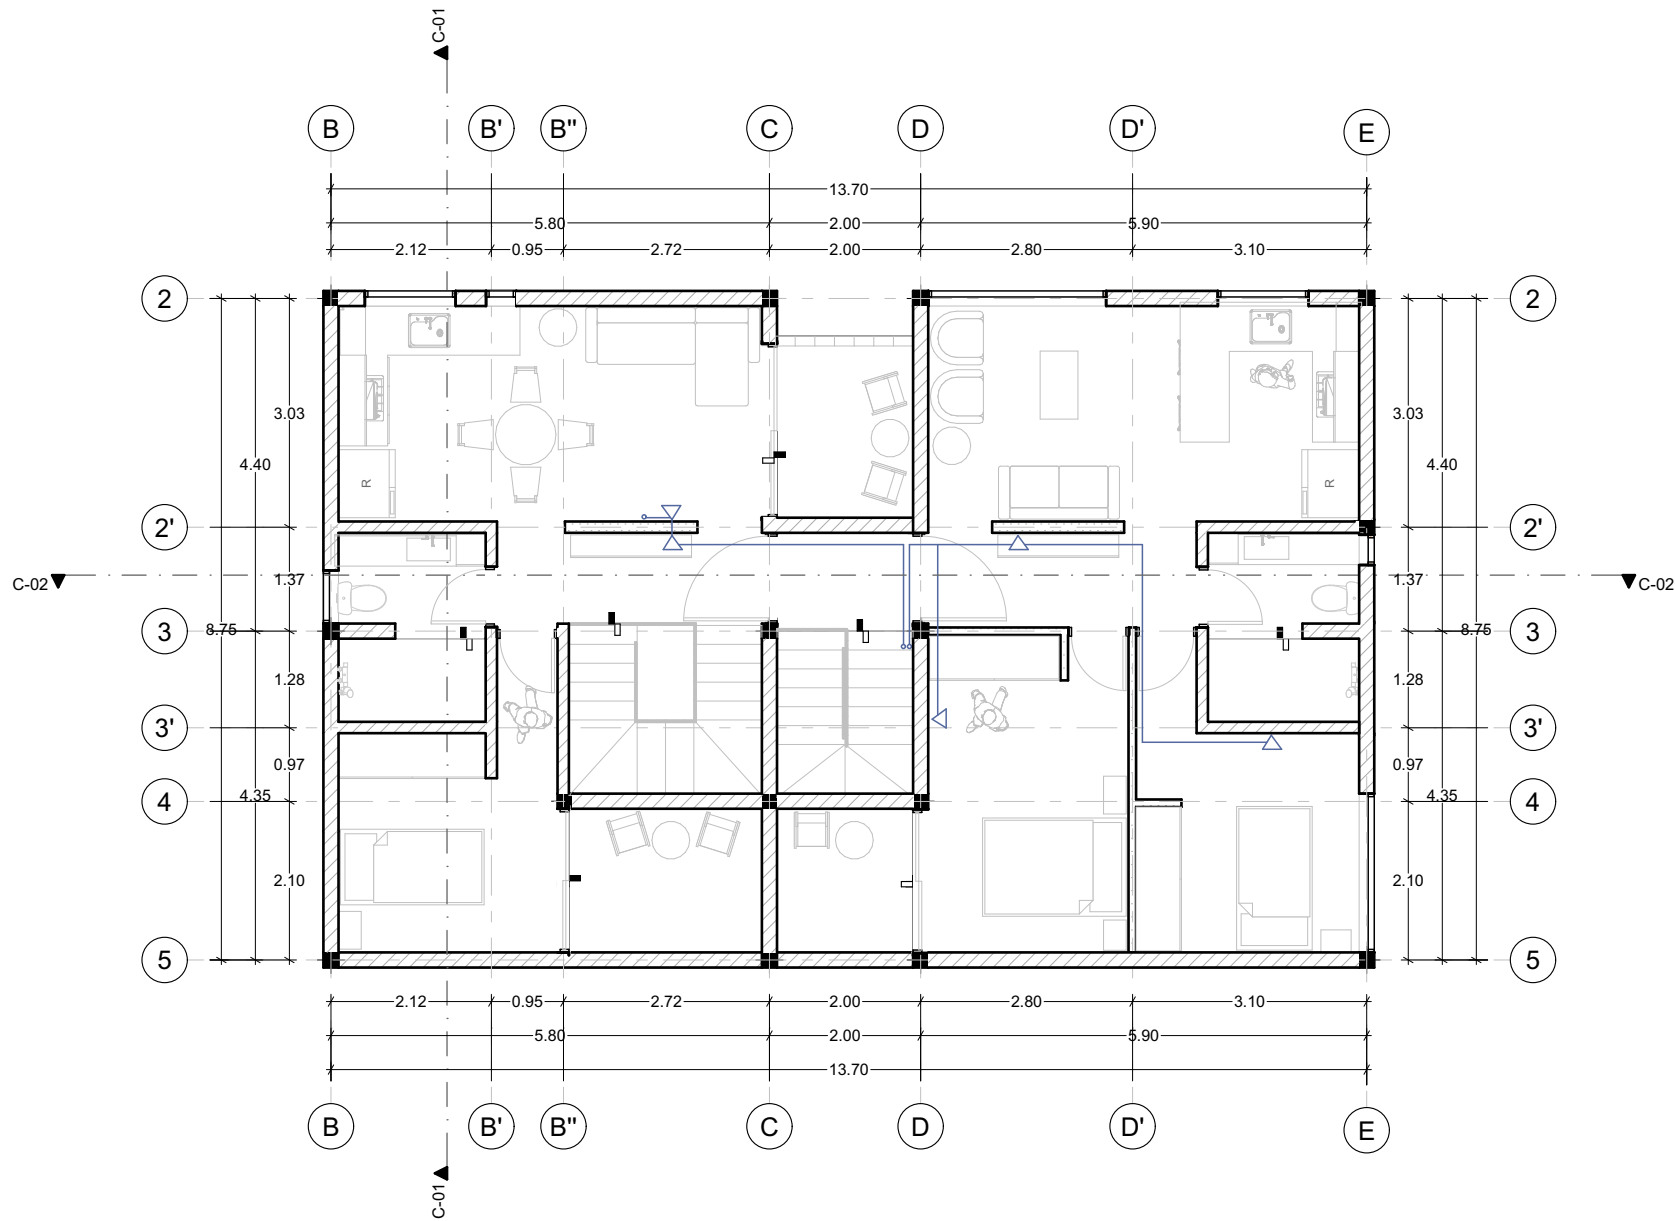 C-01
B B' B" C D D' E
13.70
5.80 2.00 5.90
2.12 0.95 2.72 2.00 2.80 3.10
2 2
3.03 3.03
4.40 4.40
R R
2' 2'
C-02 1.37 1.37 C-02
3 8.75 8.75 3
1.28 1.28
3' 3'
0.97 0.97
4 4.35 4.35 4
2.10 2.10
5 5
2.12 0.95 2.72 2.00 2.80 3.10
5.80 2.00 5.90
13.70
B B' B" C D D' E
C-01